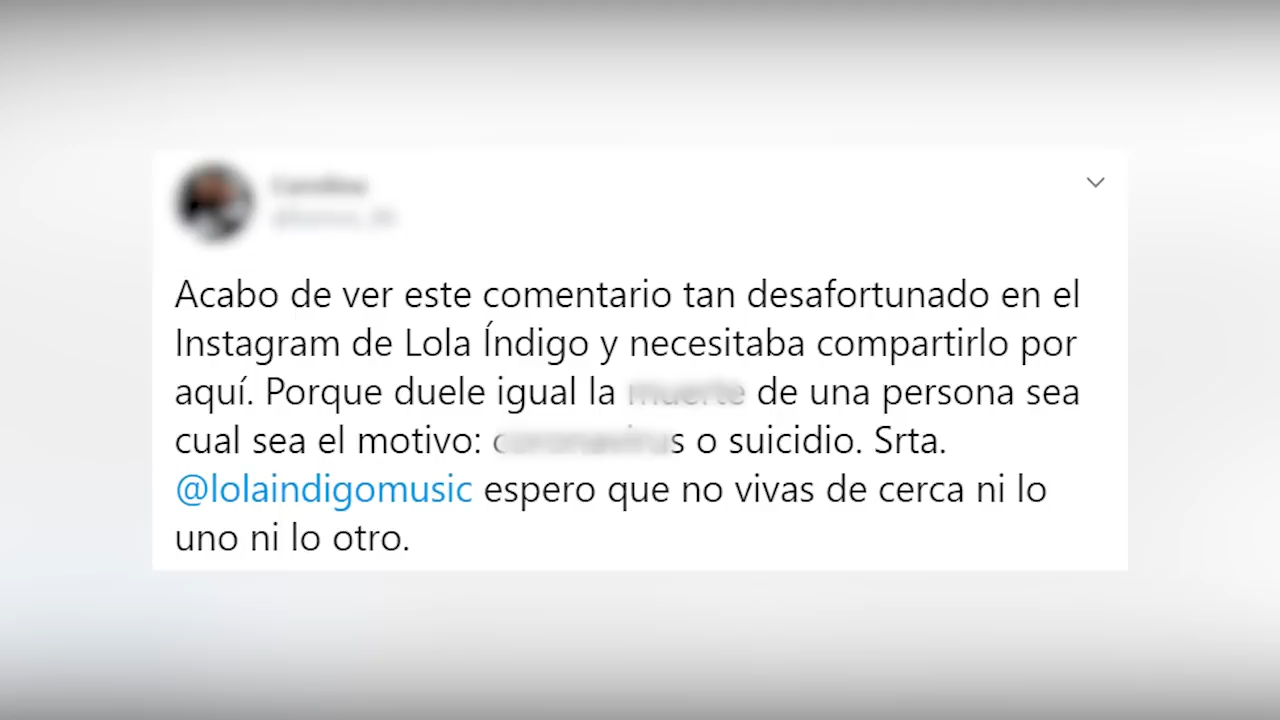 Acabo de ver este comentario tan desafortunado en el
Instagram de Lola Índigo y necesitaba compartirlo por
aquí. Porque duele igual la de una persona sea
cual sea el motivo: o suicidio. Srta.
@lolaindigomusic espero que no vivas de cerca ni lo
uno ni lo otro.